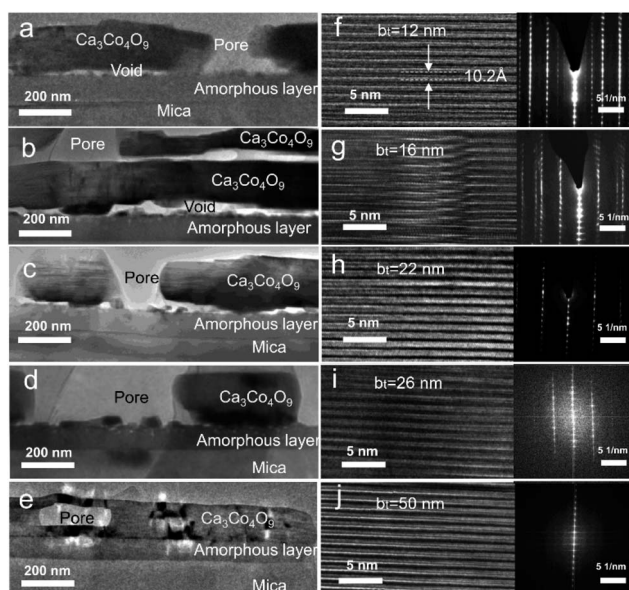 a
Ca3Co4O9
Pore
Void
Amorphous layer
200 nm
Mica
b
Pore
Ca3Co4O9
Ca3Co4O9
200 nm
Void
Amorphous layer
c
Pore
Ca3Co4O9
Amorphous layer
200 nm
Mica
d
Pore
Ca3Co4O9
Amorphous layer
200 nm
Mica
e
Pore
Ca3Co4O9
Amorphous layer
200 nm
Mica
f
bt=12 nm
10.2Å
5 nm
5 1/nm
g
bt=16 nm
5 nm
5 1/nm
h
bt=22 nm
5 nm
5 1/nm
i
bt=26 nm
5 nm
5 1/nm
j
bt=50 nm
5 nm
5 1/nm